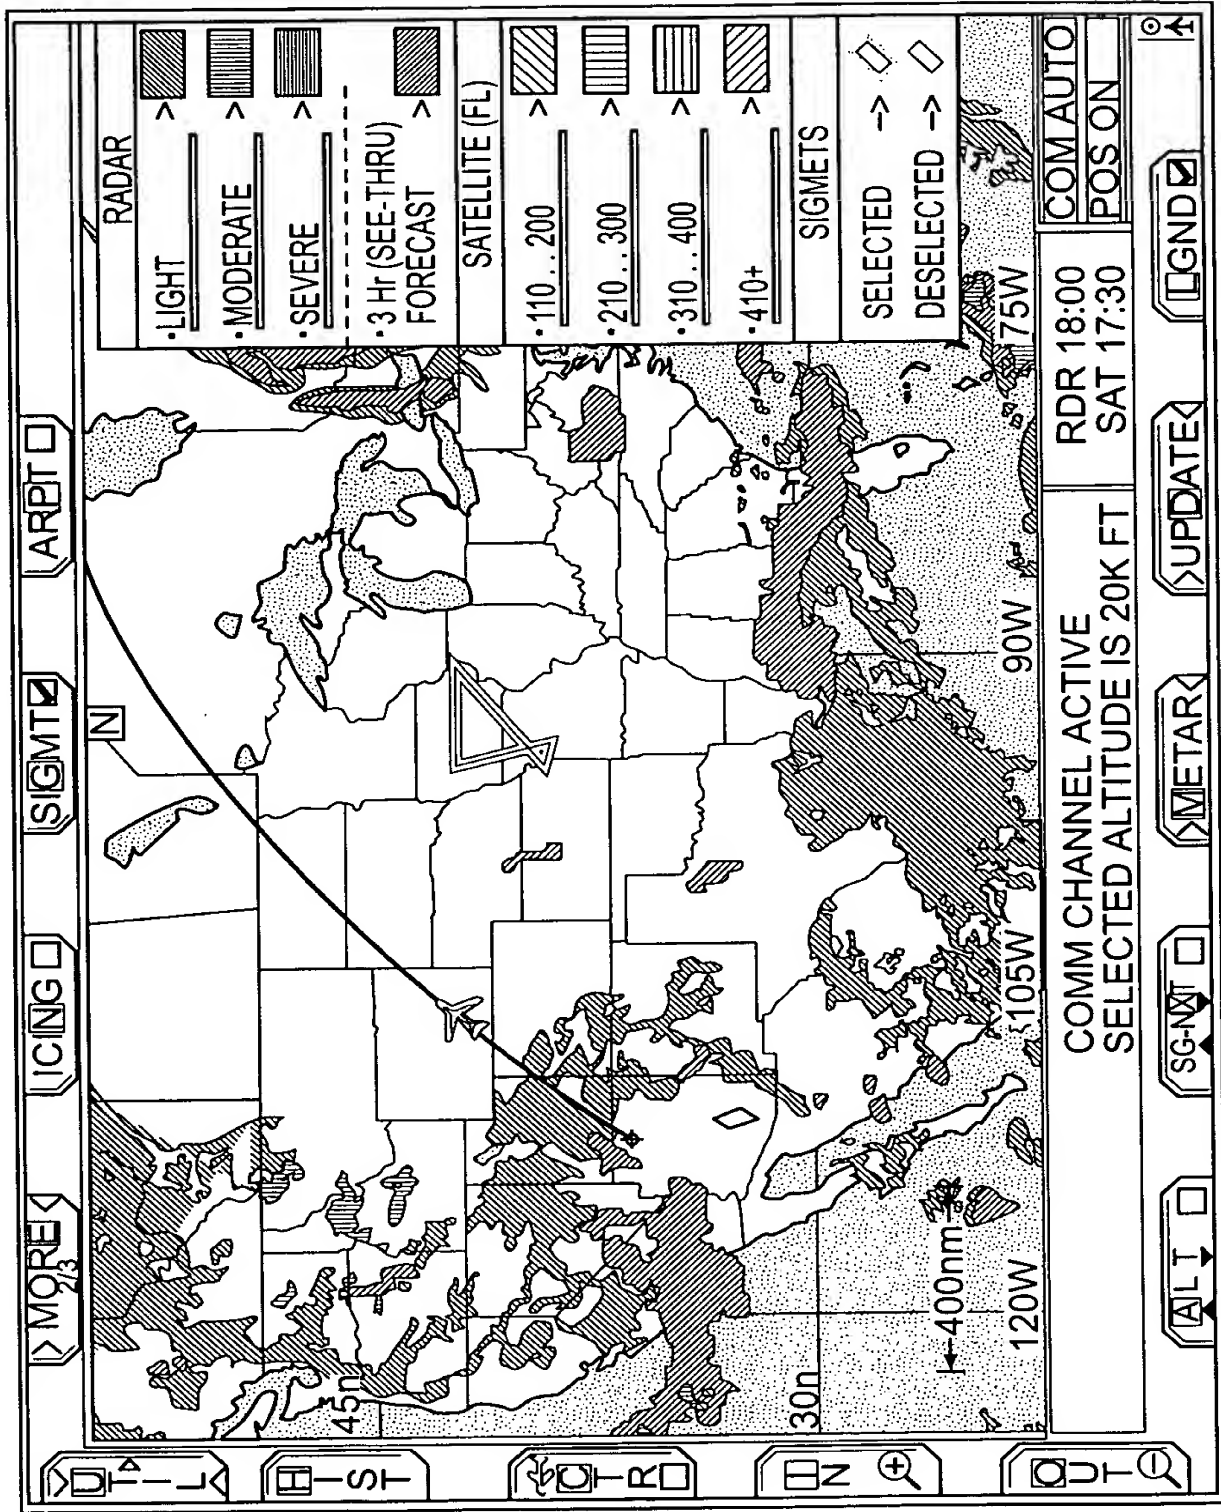 >MORE<
2/3
ICING
SIGMT
ARPT
>UTIL<
HIST
CTR
IN
OUT
N
45n
30n
400nm
120W
105W
90W
75W
RADAR
•LIGHT >
•MODERATE >
•SEVERE >
•3 Hr (SEE-THRU)
FORECAST >
SATELLITE (FL)
•110...200 >
•210...300 >
•310...400 >
•410+ >
SIGMETS
SELECTED -->
DESELECTED -->
COMM CHANNEL ACTIVE
SELECTED ALTITUDE IS 20K FT
RDR 18:00
SAT 17:30
COM AUTO
POS ON
ALT
SG-NXT
>METAR<
>UPDATE<
LGND